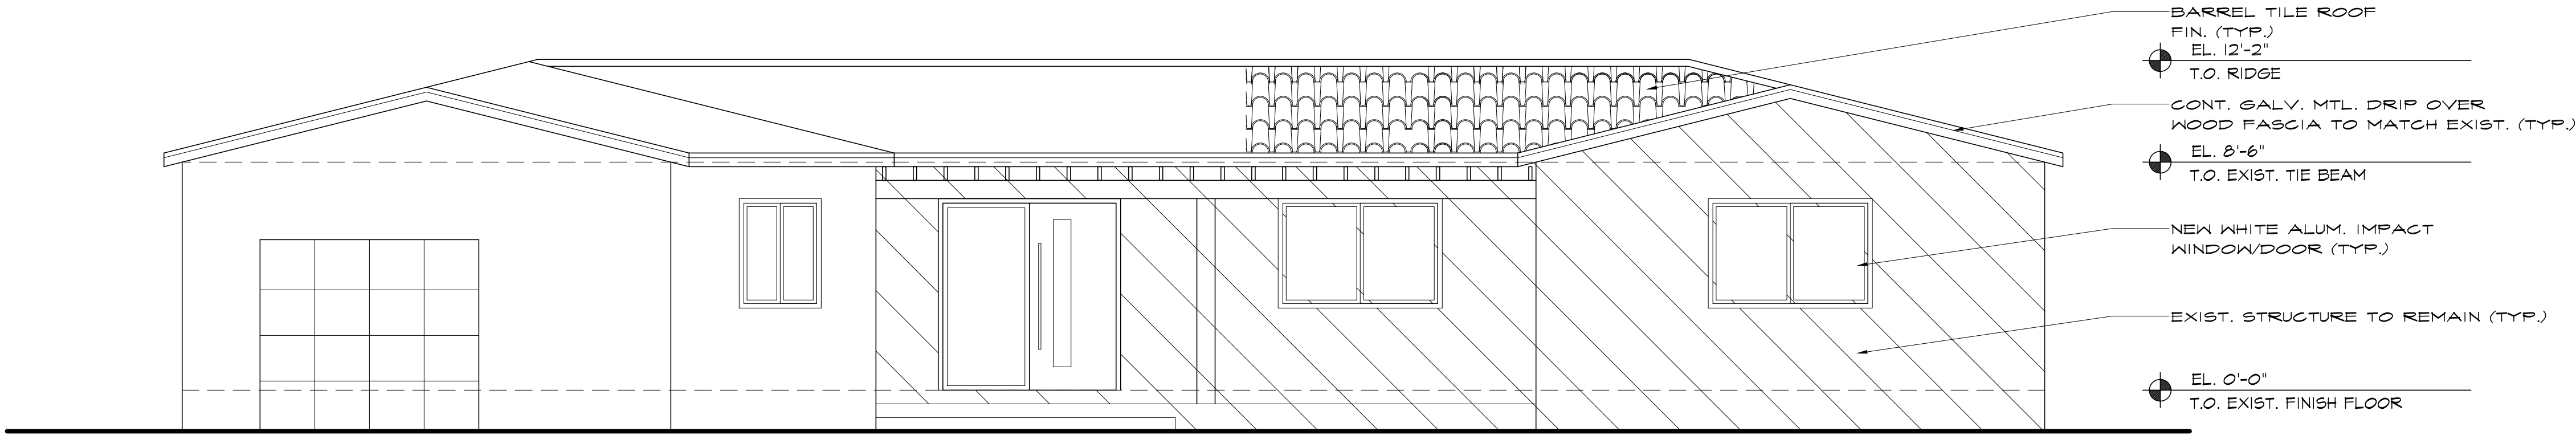 BARREL TILE ROOF
FIN. (TYP.)
EL. 12'-2"
T.O. RIDGE
CONT. GALV. MTL. DRIP OVER
WOOD FASCIA TO MATCH EXIST. (TYP.)
EL. 8'-6"
T.O. EXIST. TIE BEAM
NEW WHITE ALUM. IMPACT
WINDOW/DOOR (TYP.)
EXIST. STRUCTURE TO REMAIN (TYP.)
EL. 0'-0"
T.O. EXIST. FINISH FLOOR